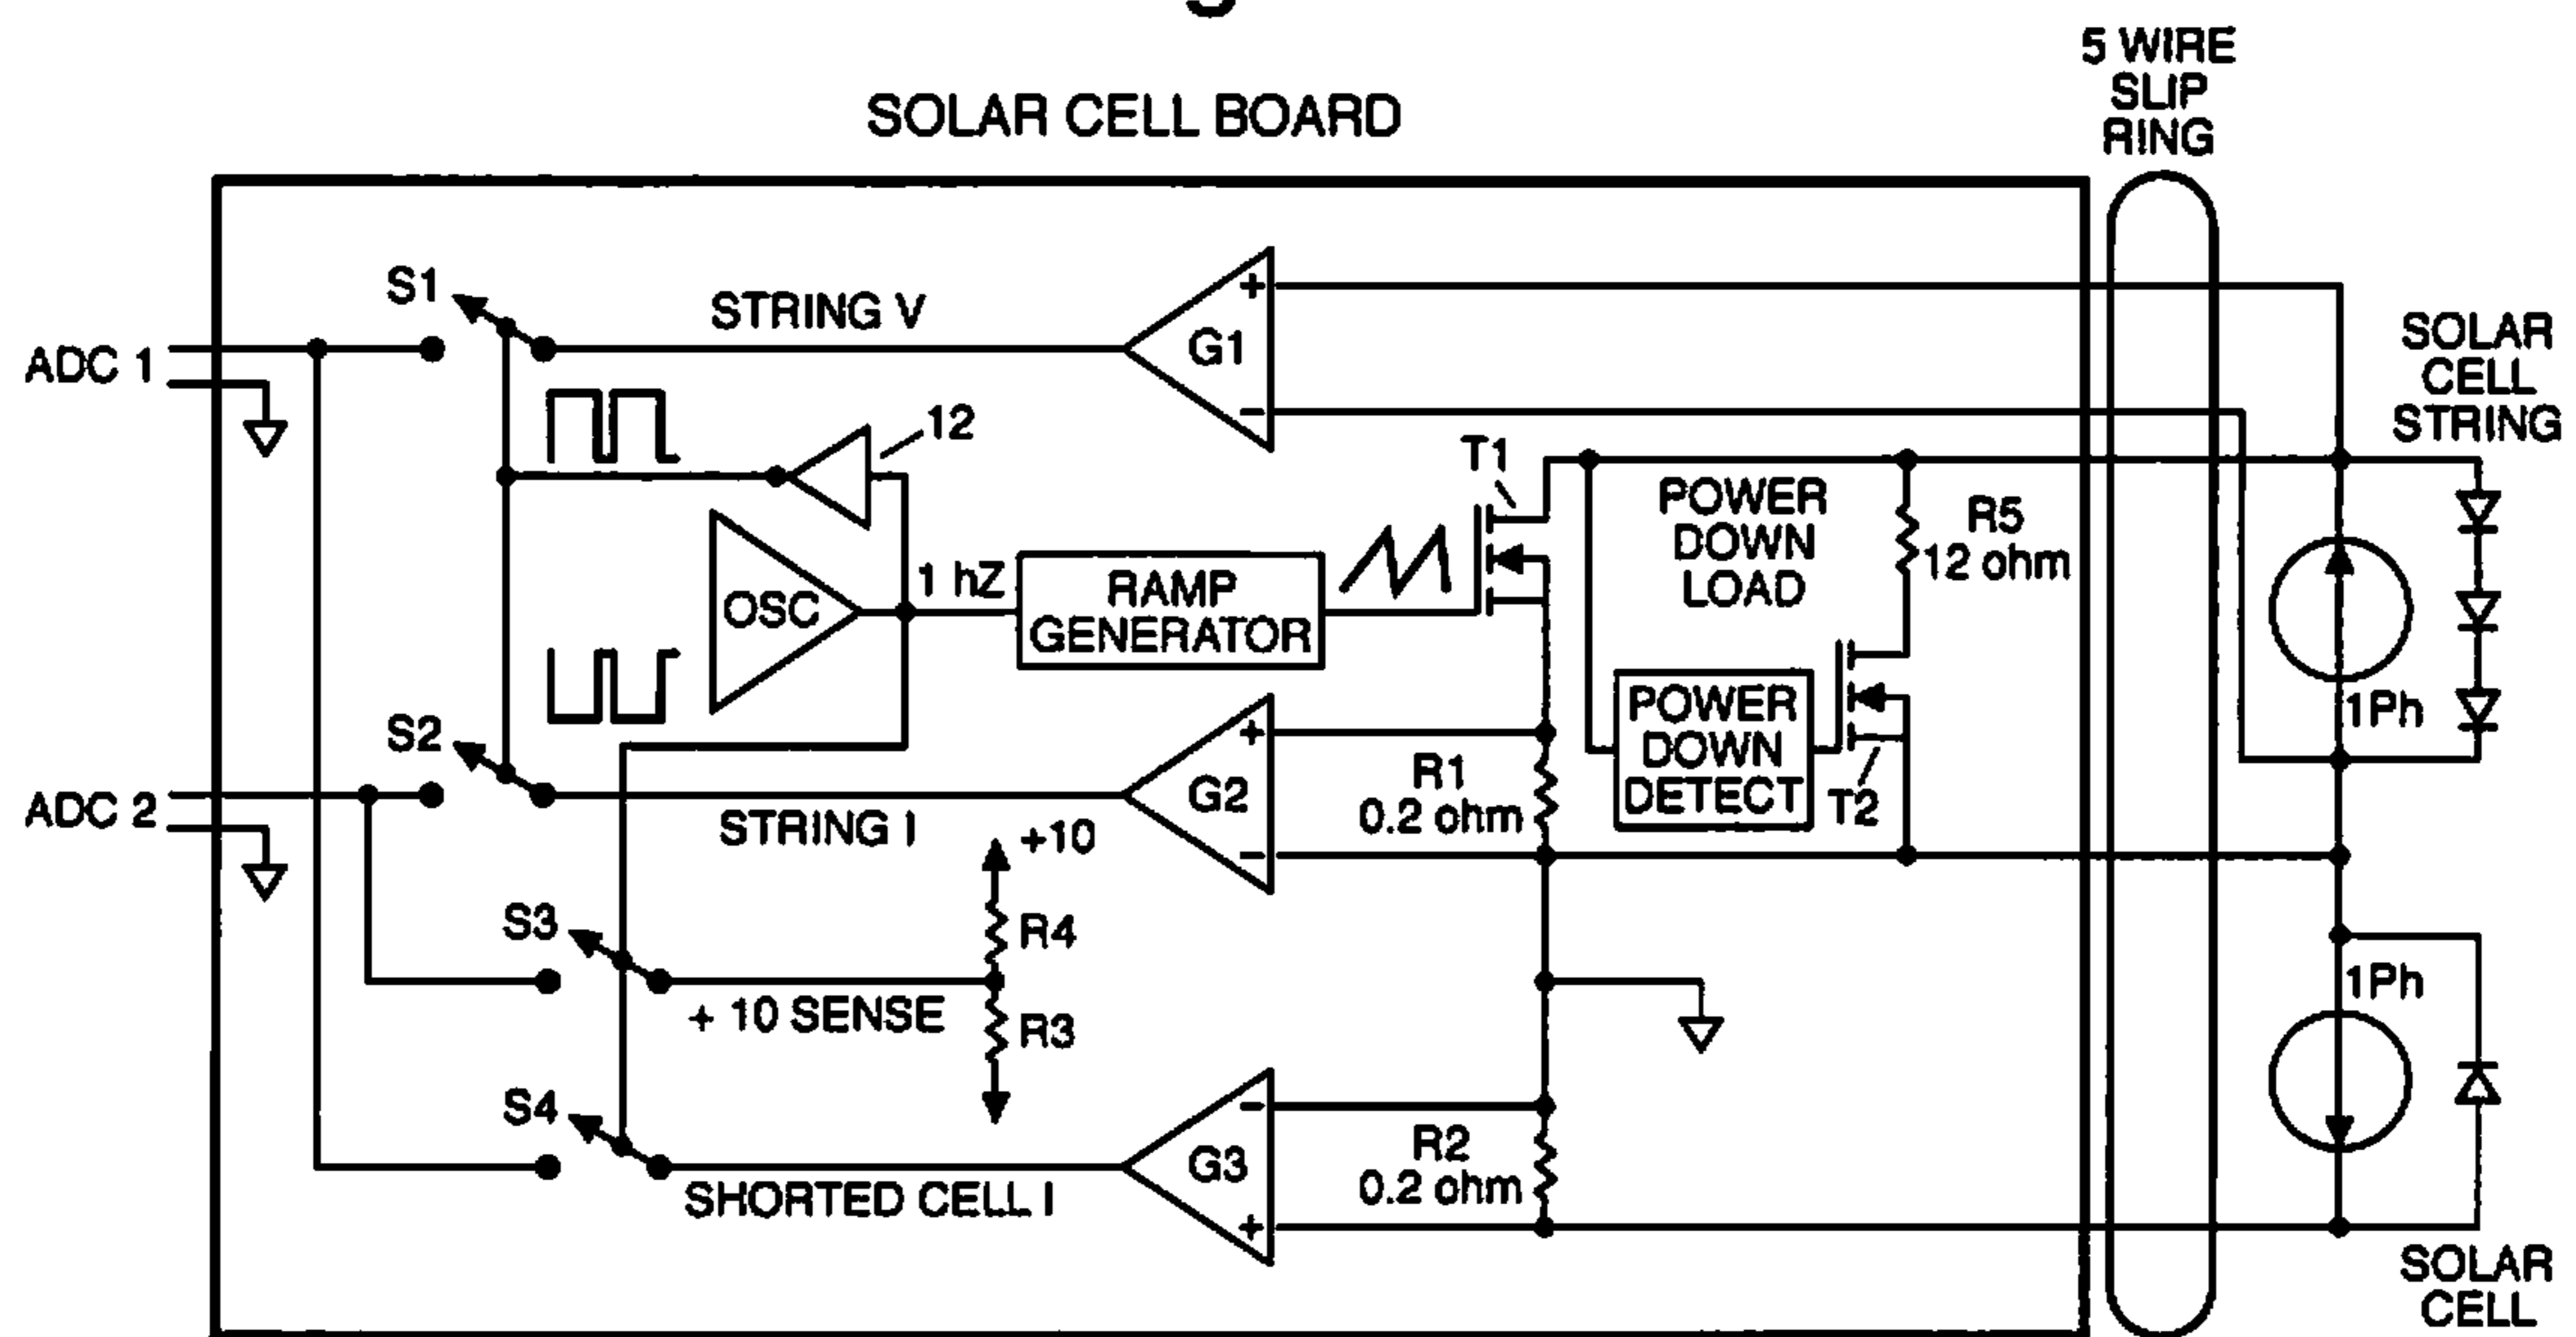 SOLAR CELL BOARD
5 WIRE
SLIP
RING
S1
STRING V
+
G1
−
ADC 1
SOLAR
CELL
STRING
12
T1
POWER
DOWN
LOAD
R5
12 ohm
OSC
1 hZ
RAMP
GENERATOR
1Ph
S2
+
G2
−
R1
0.2 ohm
POWER
DOWN
DETECT
T2
ADC 2
STRING I
+10
R4
S3
+ 10 SENSE
R3
1Ph
S4
−
G3
+
R2
0.2 ohm
SHORTED CELL I
SOLAR
CELL